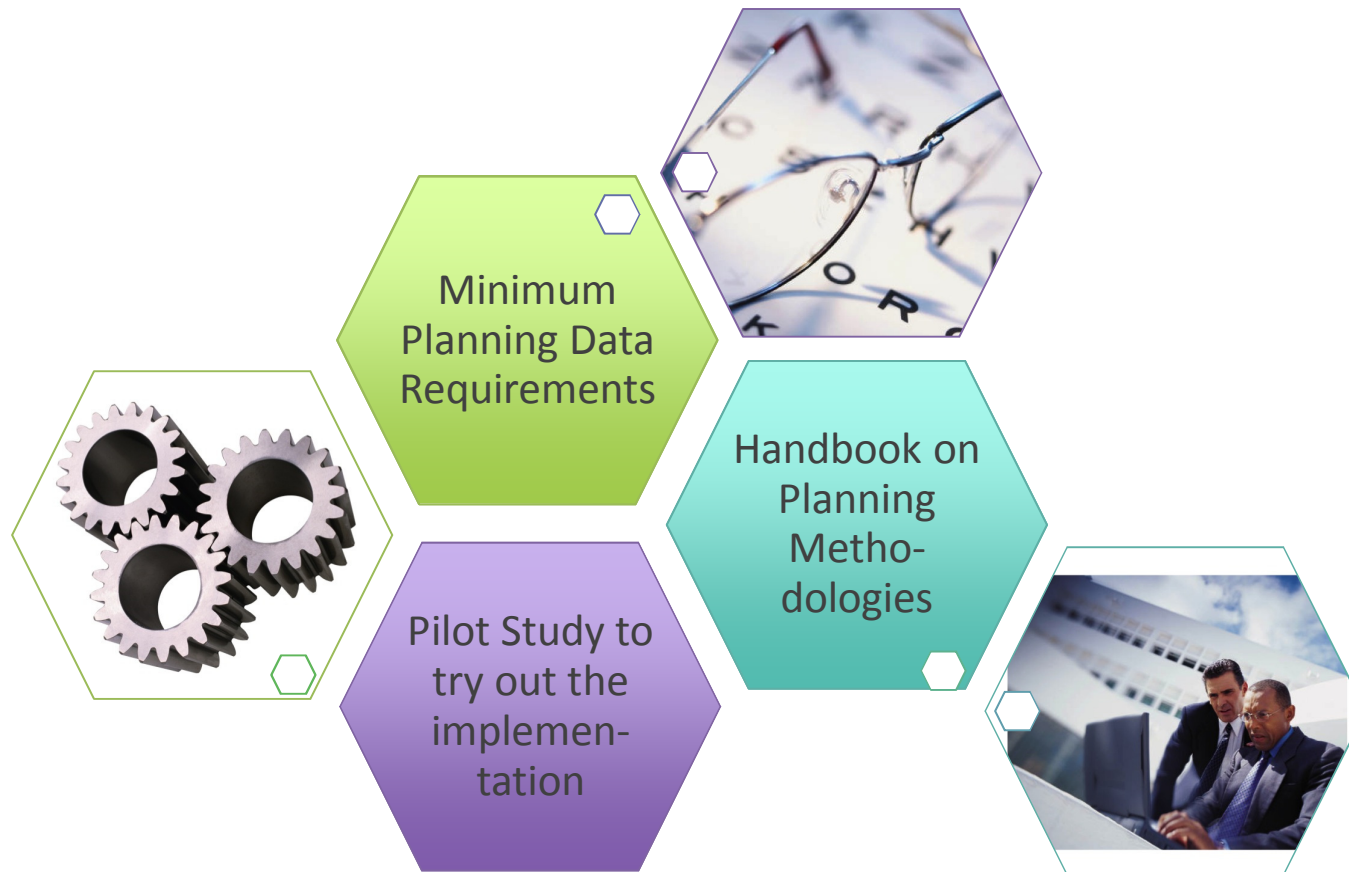 Minimum
Planning Data
Requirements
Handbook on
Planning
Metho-
dologies
Pilot Study to
try out the
implemen-
tation